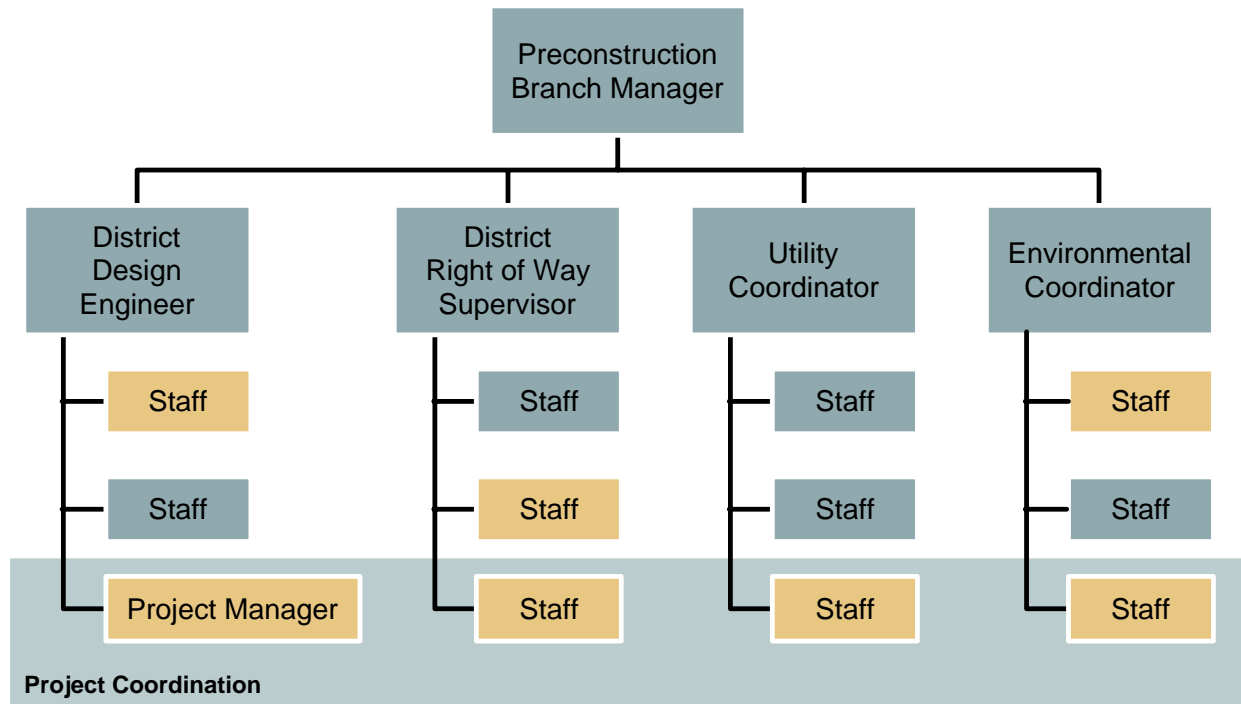 Preconstruction
Branch Manager
District
Design
Engineer
District
Right of Way
Supervisor
Utility
Coordinator
Environmental
Coordinator
Staff
Staff
Staff
Staff
Staff
Staff
Staff
Staff
Project Manager
Staff
Staff
Staff
Project Coordination